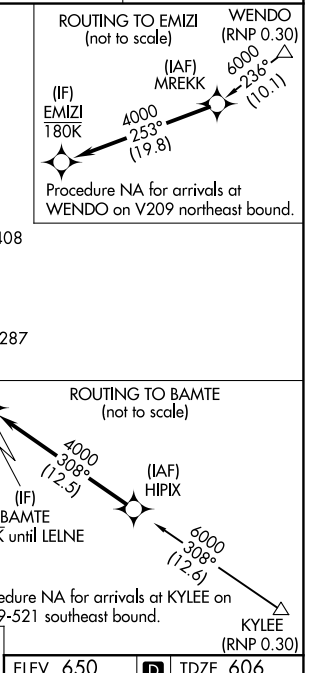 ROUTING TO EMIZI
(not to scale)
WENDO
(RNP 0.30)
6000
236°
(10.1)
(IAF)
MREKK
4000
253°
(19.8)
(IF)
EMIZI
180K
Procedure NA for arrivals at
WENDO on V209 northeast bound.
408
287
ROUTING TO BAMTE
(not to scale)
4000
308°
(12.5)
(IAF)
HIPIX
(IF)
BAMTE
K until LELNE
6000
308°
(12.6)
edure NA for arrivals at KYLEE on
9-521 southeast bound.
KYLEE
(RNP 0.30)
ELEV 650 D TDZE 606